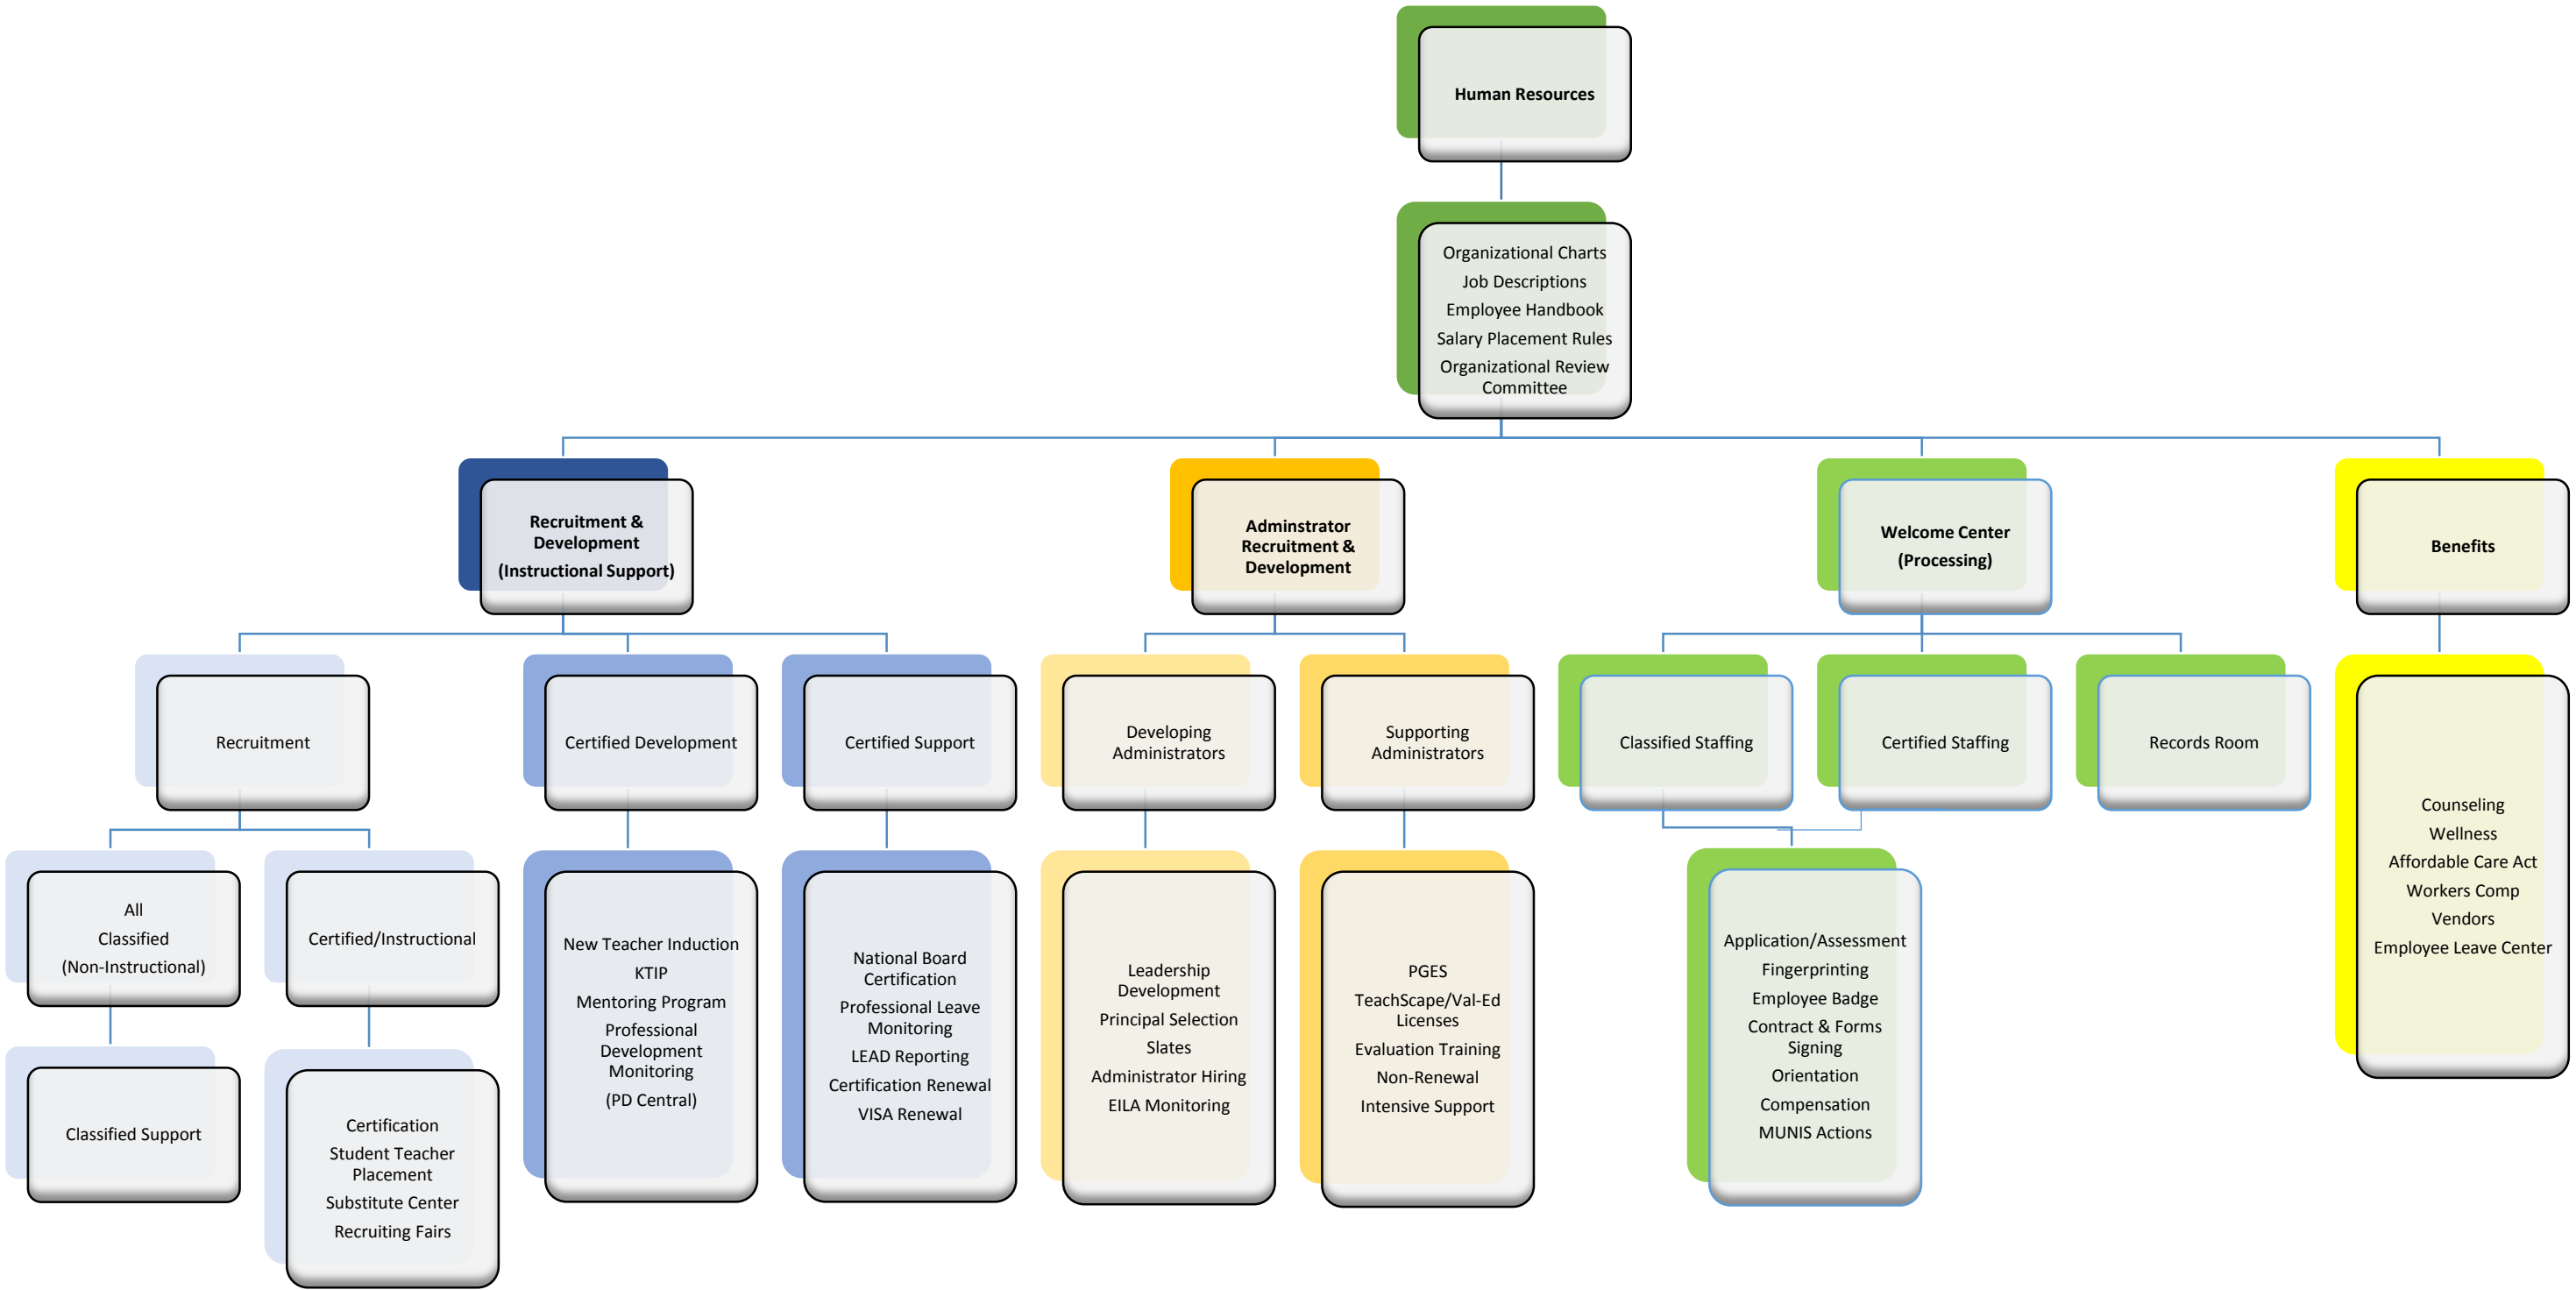 Human Resources
Organizational Charts
Job Descriptions
Employee Handbook
Salary Placement Rules
Organizational Review
Committee
Recruitment &
Development
(Instructional Support)
Adminstrator
Recruitment &
Development
Welcome Center
(Processing)
Benefits
Recruitment
Certified Development
Certified Support
Developing
Administrators
Supporting
Administrators
Classified Staffing
Certified Staffing
Records Room
Counseling
Wellness
Affordable Care Act
Workers Comp
Vendors
Employee Leave Center
All
Classified
(Non-Instructional)
Certified/Instructional
New Teacher Induction
KTIP
Mentoring Program
Professional
Development
Monitoring
(PD Central)
National Board
Certification
Professional Leave
Monitoring
LEAD Reporting
Certification Renewal
VISA Renewal
Leadership
Development
Principal Selection
Slates
Administrator Hiring
EILA Monitoring
PGES
TeachScape/Val-Ed
Licenses
Evaluation Training
Non-Renewal
Intensive Support
Application/Assessment
Fingerprinting
Employee Badge
Contract & Forms
Signing
Orientation
Compensation
MUNIS Actions
Classified Support
Certification
Student Teacher
Placement
Substitute Center
Recruiting Fairs